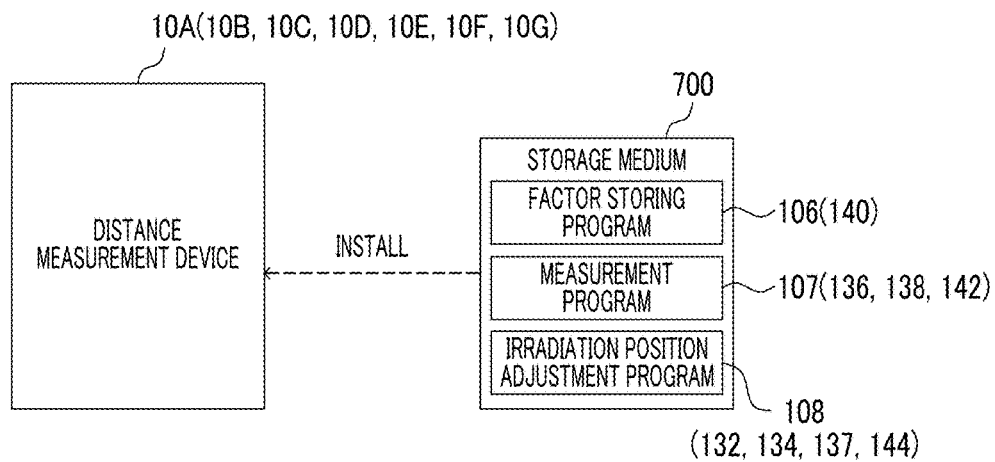 10A(10B, 10C, 10D, 10E, 10F, 10G)
DISTANCE
MEASUREMENT DEVICE
INSTALL
700
STORAGE MEDIUM
FACTOR STORING
PROGRAM
106(140)
MEASUREMENT
PROGRAM
107(136, 138, 142)
IRRADIATION POSITION
ADJUSTMENT PROGRAM
108
(132, 134, 137, 144)